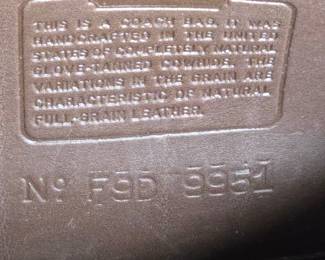 THIS IS A COACH BAG. IT WAS
HANDCRAFTED IN THE UNITED
STATES OF COMPLETELY NATURAL
GLOVE-TANNED COWHIDE. THE
VARIATIONS IN THE GRAIN ARE
CHARACTERISTIC OF NATURAL
FULL-GRAIN LEATHER.
No F9D 9951